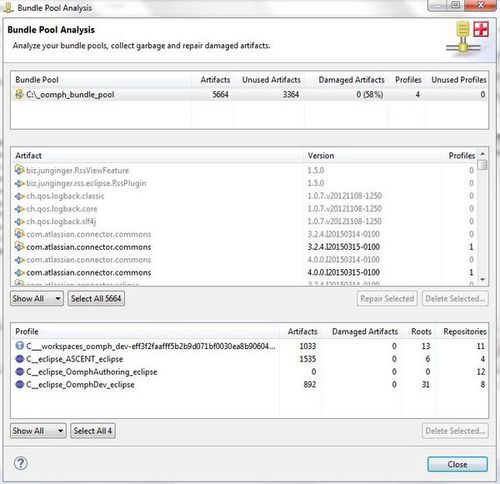 Bundle Pool Analysis
Bundle Pool Analysis
Analyze your bundle pools, collect garbage and repair damaged artifacts.
Bundle Pool Artifacts Unused Artifacts Damaged Artifacts Profiles Unused Profiles
C:\_oomph_bundle_pool 5664 3364 0 (58%) 4 0
Artifact Version Profiles
biz.junginger.RssViewFeature 1.5.0 0
biz.junginger.rss.eclipse.RssPlugin 1.5.0 0
ch.qos.logback.classic 1.0.7.v20121108-1250 0
ch.qos.logback.core 1.0.7.v20121108-1250 0
ch.qos.logback.slf4j 1.0.7.v20121108-1250 0
com.atlassian.connector.commons 3.2.4.I20150314-0100 0
com.atlassian.connector.commons 3.2.4.I20150315-0100 1
com.atlassian.connector.commons 4.0.0.I20150314-0100 0
com.atlassian.connector.commons 4.0.0.I20150315-0100 1
Show All Select All 5664 Repair Selected Delete Selected...
Profile Artifacts Damaged Artifacts Roots Repositories
C___workspaces_oomph_dev-eff3f2faafff5b2b9d071bf0030ea8b90604... 1033 0 13 11
C__eclipse_ASCENT_eclipse 1535 0 6 4
C__eclipse_OomphAuthoring_eclipse 0 0 0 12
C__eclipse_OomphDev_eclipse 892 0 31 8
Show All Select All 4 Delete Selected...
? Close